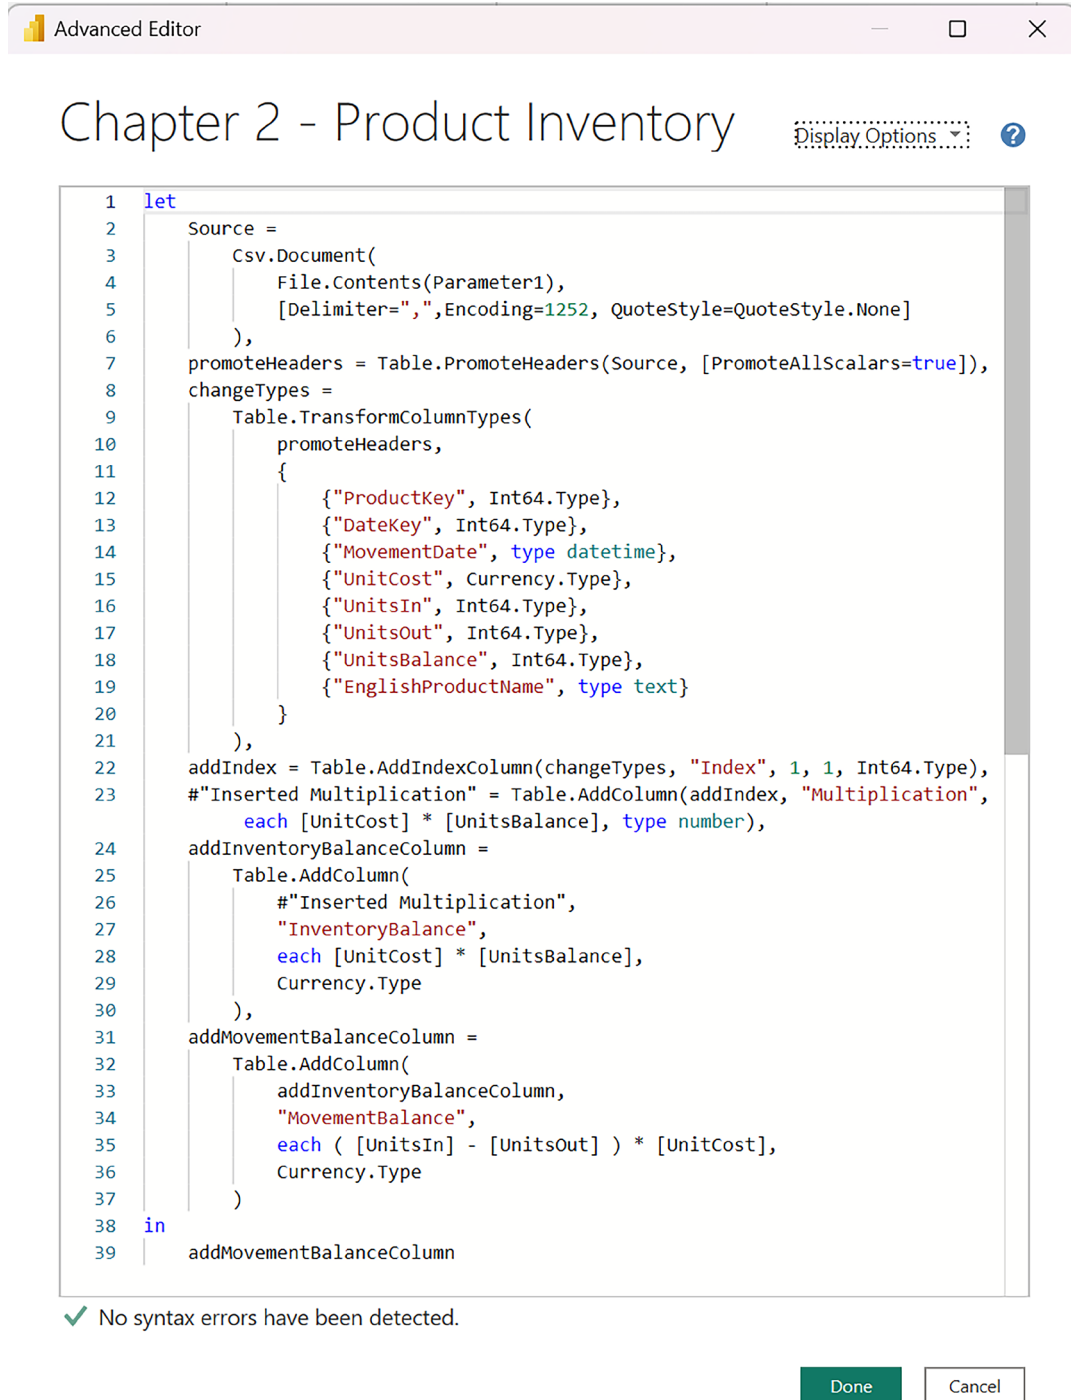 Advanced Editor
Chapter 2 - Product Inventory
Display Options
?
1 let
2 Source =
3 Csv.Document(
4 File.Contents(Parameter1),
5 [Delimiter=",",Encoding=1252, QuoteStyle=QuoteStyle.None]
6 ),
7 promoteHeaders = Table.PromoteHeaders(Source, [PromoteAllScalars=true]),
8 changeTypes =
9 Table.TransformColumnTypes(
10 promoteHeaders,
11 {
12 {"ProductKey", Int64.Type},
13 {"DateKey", Int64.Type},
14 {"MovementDate", type datetime},
15 {"UnitCost", Currency.Type},
16 {"UnitsIn", Int64.Type},
17 {"UnitsOut", Int64.Type},
18 {"UnitsBalance", Int64.Type},
19 {"EnglishProductName", type text}
20 }
21 ),
22 addIndex = Table.AddIndexColumn(changeTypes, "Index", 1, 1, Int64.Type),
23 #"Inserted Multiplication" = Table.AddColumn(addIndex, "Multiplication",
each [UnitCost] * [UnitsBalance], type number),
24 addInventoryBalanceColumn =
25 Table.AddColumn(
26 #"Inserted Multiplication",
27 "InventoryBalance",
28 each [UnitCost] * [UnitsBalance],
29 Currency.Type
30 ),
31 addMovementBalanceColumn =
32 Table.AddColumn(
33 addInventoryBalanceColumn,
34 "MovementBalance",
35 each ( [UnitsIn] - [UnitsOut] ) * [UnitCost],
36 Currency.Type
37 )
38 in
39 addMovementBalanceColumn
No syntax errors have been detected.
Done
Cancel